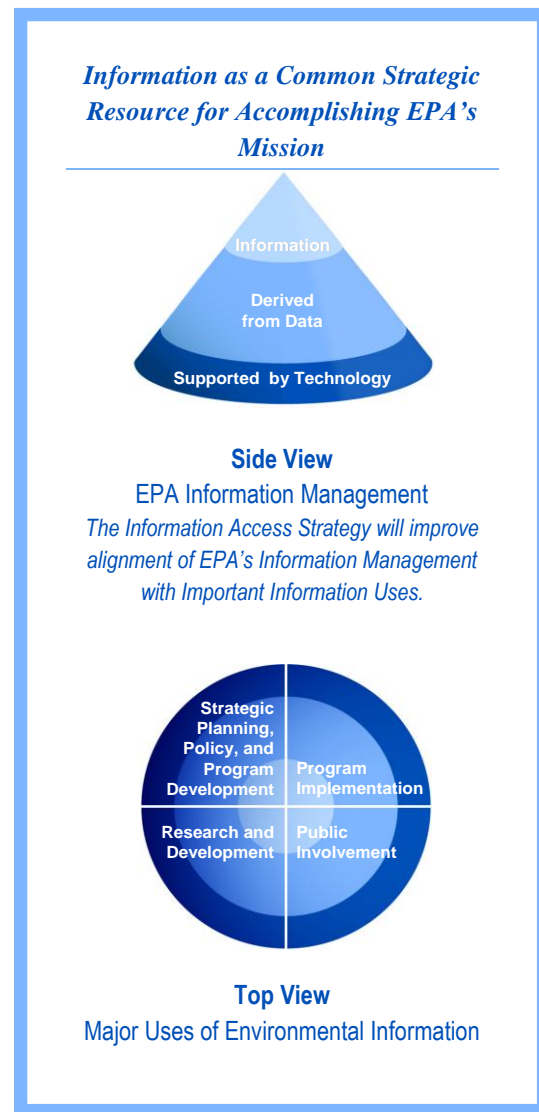 Information as a Common Strategic
Resource for Accomplishing EPA's
Mission
Information
Derived
from Data
Supported by Technology
Side View
EPA Information Management
The Information Access Strategy will improve
alignment of EPA's Information Management
with Important Information Uses.
Strategic
Planning,
Policy, and
Program
Development
Program
Implementation
Research and
Development
Public
Involvement
Top View
Major Uses of Environmental Information